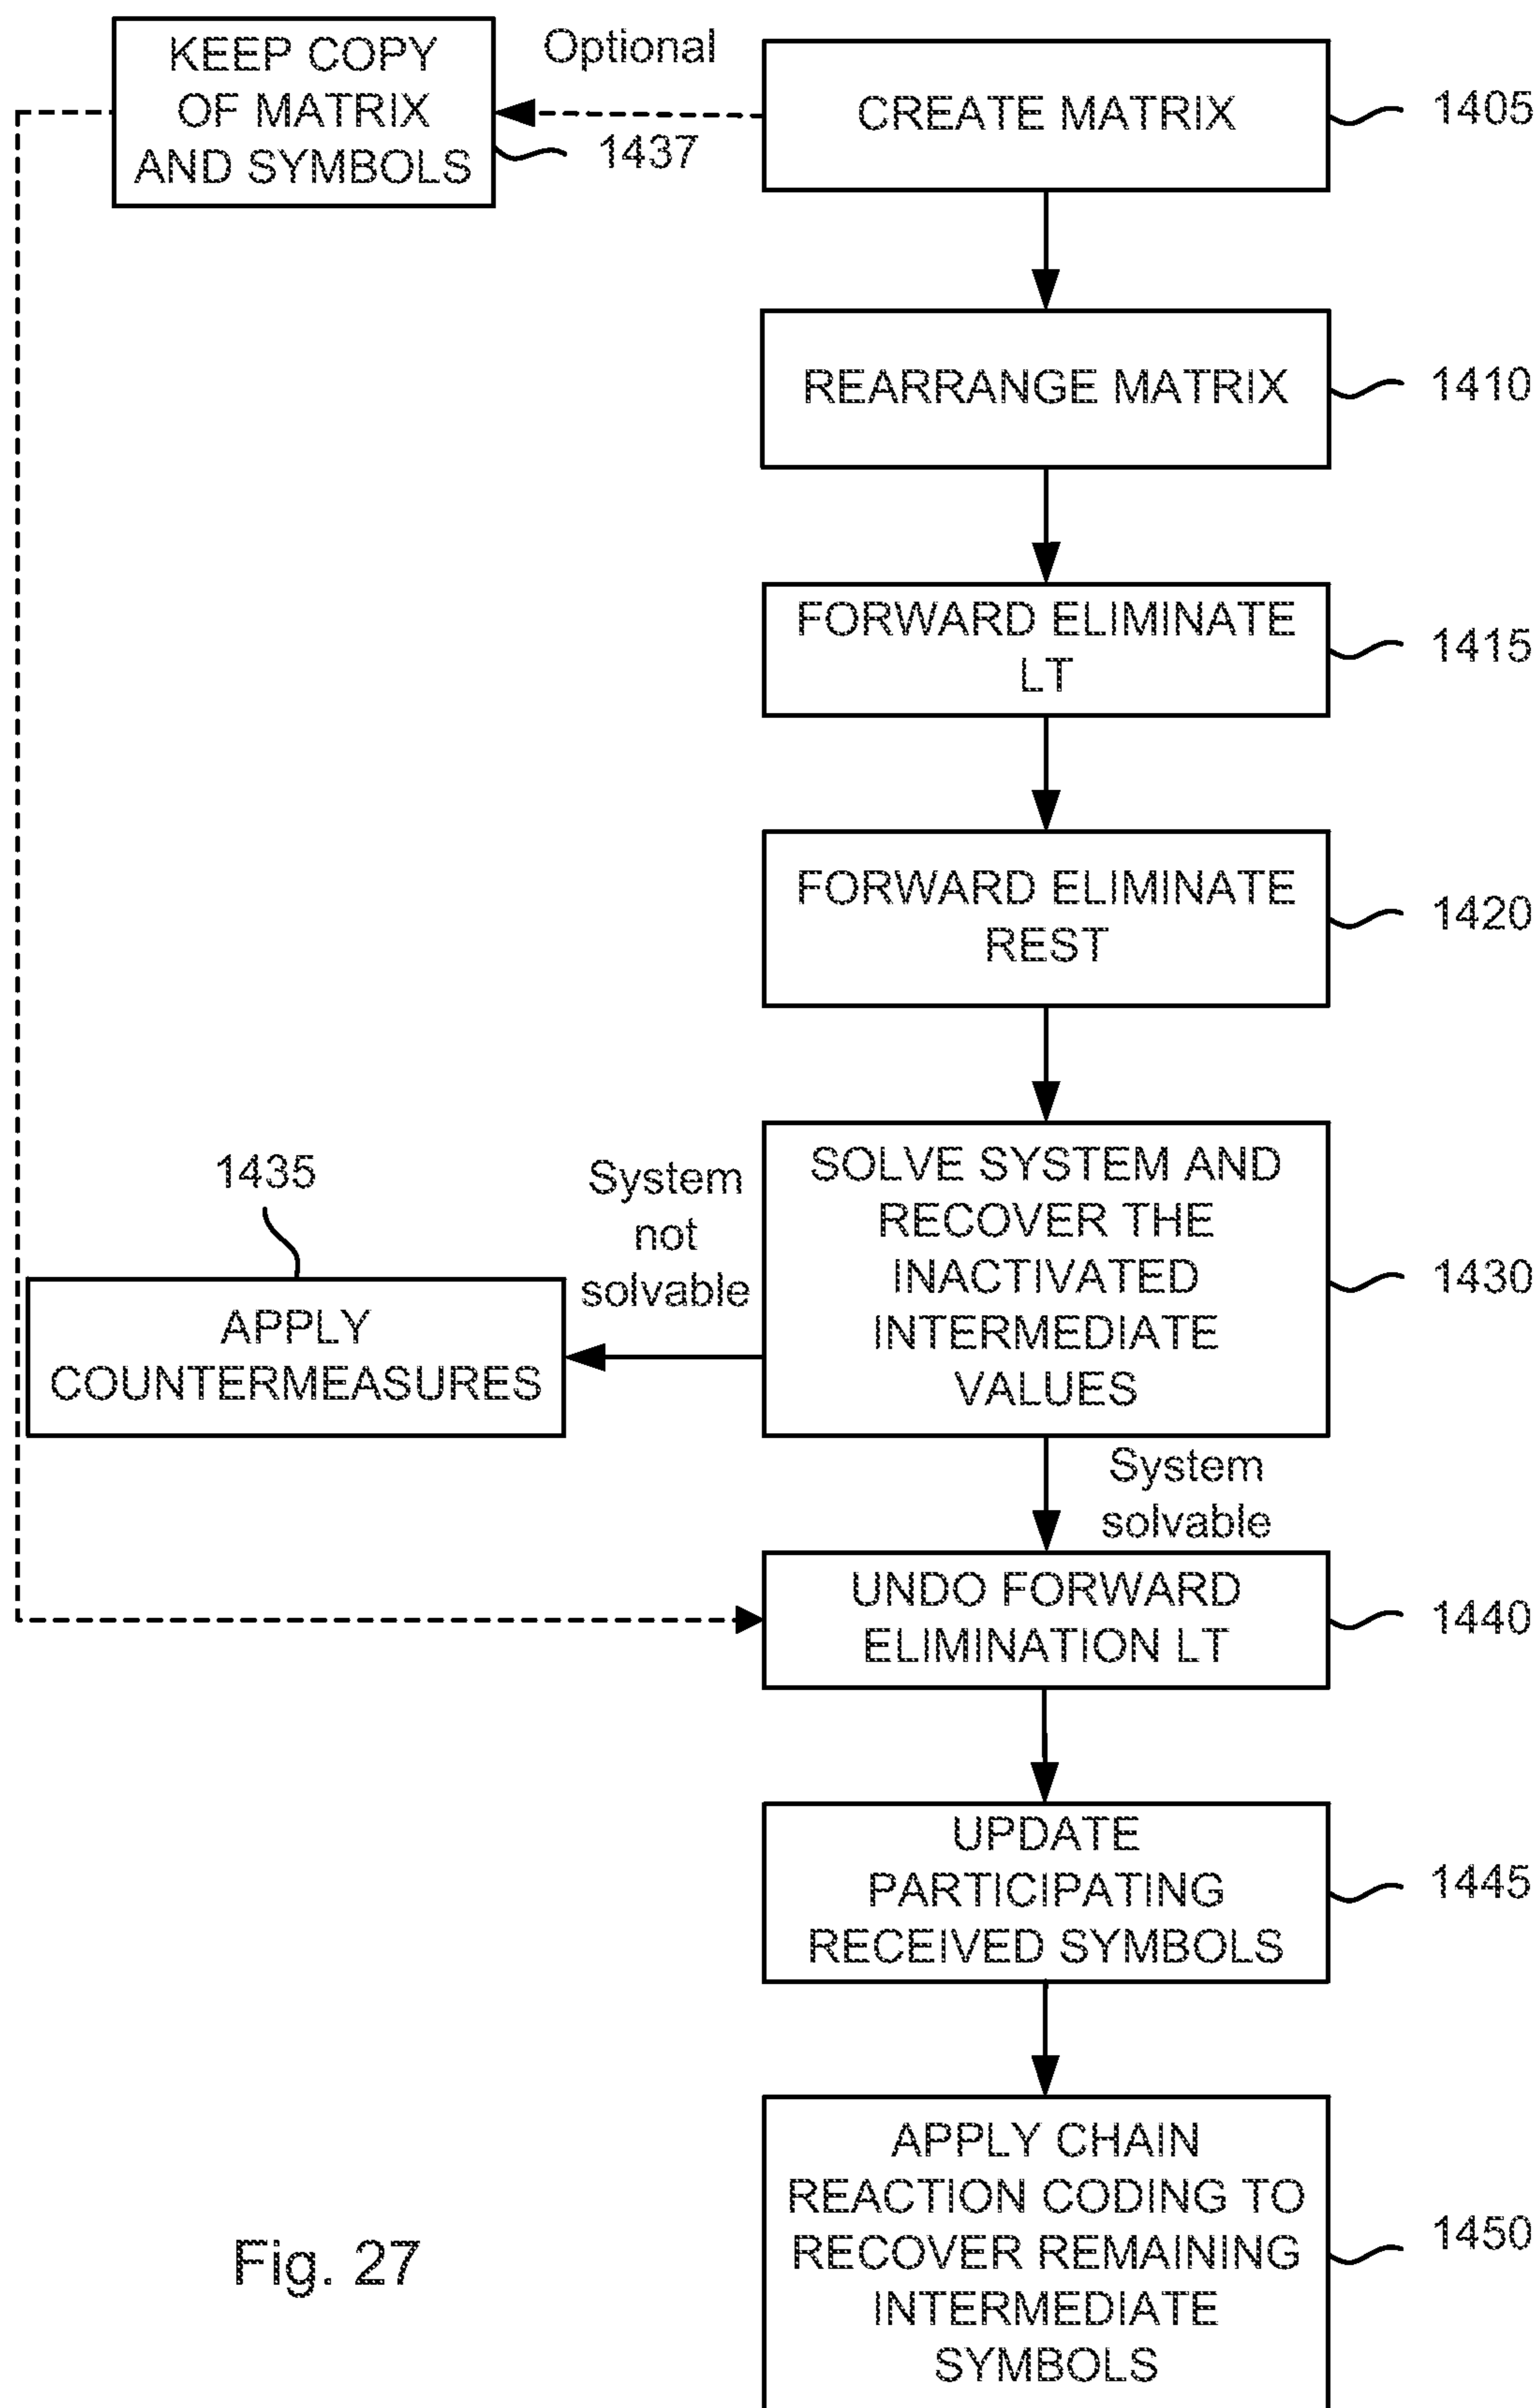 KEEP COPY
OF MATRIX
AND SYMBOLS
Optional
1437
CREATE MATRIX
1405
REARRANGE MATRIX
1410
FORWARD ELIMINATE
LT
1415
FORWARD ELIMINATE
REST
1420
SOLVE SYSTEM AND
RECOVER THE
INACTIVATED
INTERMEDIATE
VALUES
1430
System
not
solvable
1435
APPLY
COUNTERMEASURES
System
solvable
UNDO FORWARD
ELIMINATION LT
1440
UPDATE
PARTICIPATING
RECEIVED SYMBOLS
1445
APPLY CHAIN
REACTION CODING TO
RECOVER REMAINING
INTERMEDIATE
SYMBOLS
1450
Fig. 27